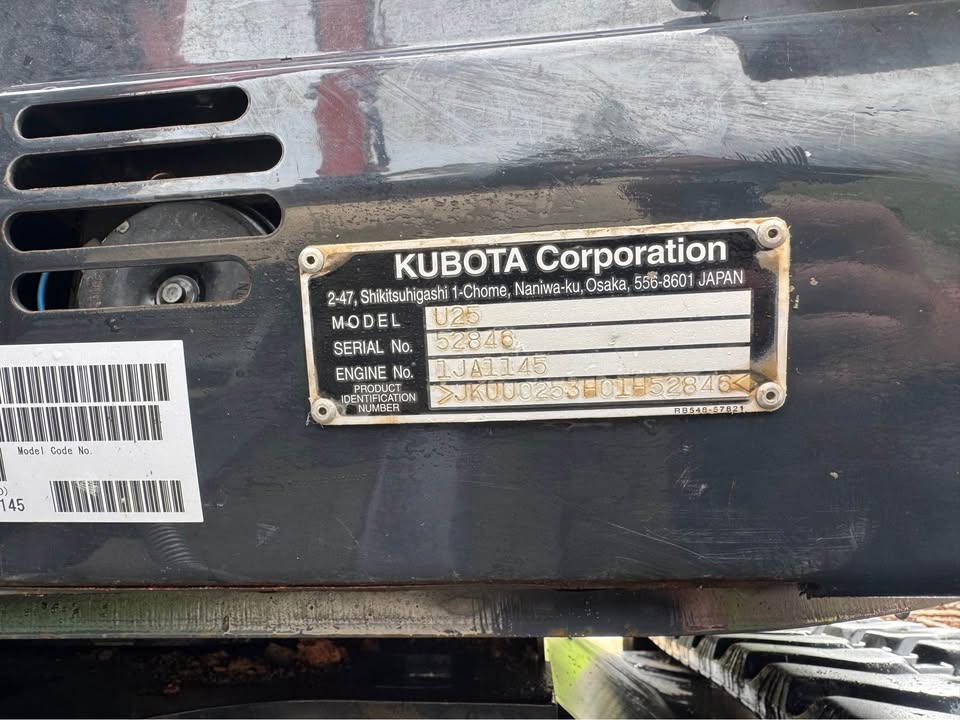 KUBOTA Corporation
2-47, Shikitsuhigashi 1-Chome, Naniwa-ku, Osaka, 556-8601 JAPAN
MODEL U25
SERIAL No. 52846
ENGINE No. 1JA1145
PRODUCT
IDENTIFICATION
NUMBER
>JKUU0253H01H52846<
RB548-57821
Model Code No.
145